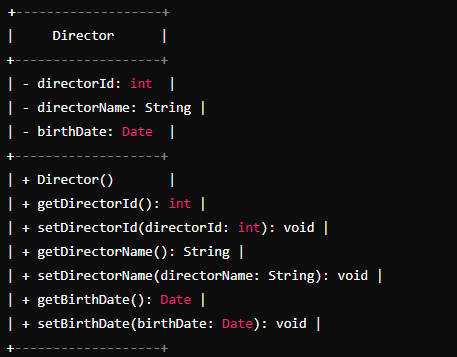 +-------------------+
|     Director      |
+-------------------+
| - directorId: int  |
| - directorName: String |
| - birthDate: Date  |
+-------------------+
| + Director()       |
| + getDirectorId(): int |
| + setDirectorId(directorId: int): void |
| + getDirectorName(): String |
| + setDirectorName(directorName: String): void |
| + getBirthDate(): Date |
| + setBirthDate(birthDate: Date): void |
+-------------------+